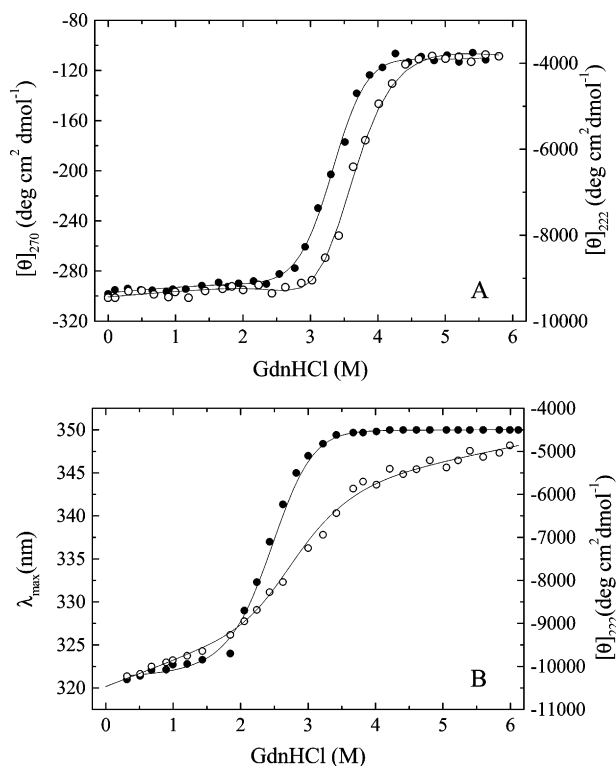 -80
-120
-160
-200
-240
-280
-320
[θ]270 (deg cm2 dmol-1)
-4000
-6000
-8000
-10000
[θ]222 (deg cm2 dmol-1)
A
0 1 2 3 4 5 6
GdnHCl (M)
350
345
340
335
330
325
320
λmax(nm)
-4000
-5000
-6000
-7000
-8000
-9000
-10000
-11000
[θ]222(deg cm2dmol-1)
B
0 1 2 3 4 5 6
GdnHCl (M)